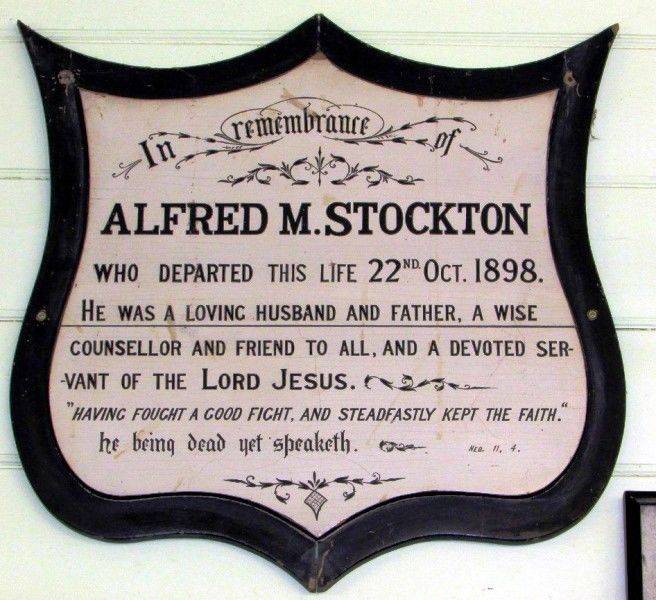 In remembrance of
ALFRED M. STOCKTON
WHO DEPARTED THIS LIFE 22ND. OCT. 1898.
HE WAS A LOVING HUSBAND AND FATHER, A WISE
COUNSELLOR AND FRIEND TO ALL, AND A DEVOTED SER-
-VANT OF THE LORD JESUS.
"HAVING FOUGHT A GOOD FIGHT, AND STEADFASTLY KEPT THE FAITH."
he being dead yet speaketh. HEB. 11, 4.